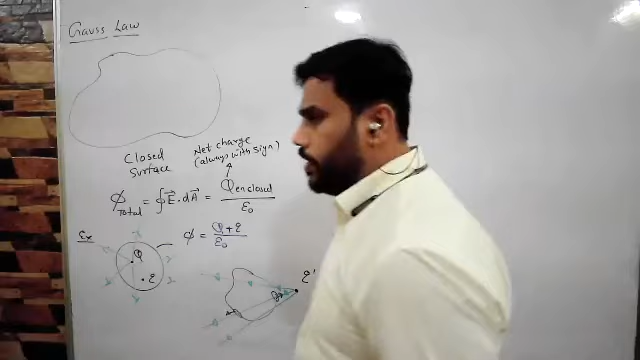 Gauss Law
Closed
Surface
Net charge
(always with sign)
ϕTotal = ∮E⃗.dA⃗ = Qenclosed / ε₀
Ex
ϕ = Q+q / ε₀
Q
q
q'